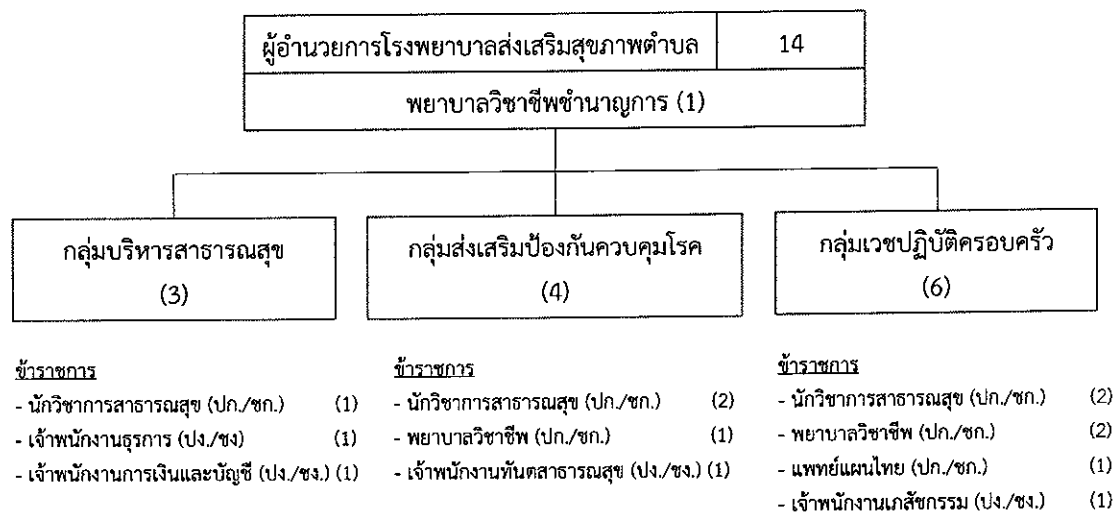 ผู้อำนวยการโรงพยาบาลส่งเสริมสุขภาพตำบล 14
พยาบาลวิชาชีพชำนาญการ (1)
กลุ่มบริหารสาธารณสุข
(3)
กลุ่มส่งเสริมป้องกันควบคุมโรค
(4)
กลุ่มเวชปฏิบัติครอบครัว
(6)
ข้าราชการ
- นักวิชาการสาธารณสุข (ปก./ชก.) (1)
- เจ้าพนักงานธุรการ (ปง./ชง) (1)
- เจ้าพนักงานการเงินและบัญชี (ปง./ชง.) (1)
ข้าราชการ
- นักวิชาการสาธารณสุข (ปก./ชก.) (2)
- พยาบาลวิชาชีพ (ปก./ชก.) (1)
- เจ้าพนักงานทันตสาธารณสุข (ปง./ชง.) (1)
ข้าราชการ
- นักวิชาการสาธารณสุข (ปก./ชก.) (2)
- พยาบาลวิชาชีพ (ปก./ชก.) (2)
- แพทย์แผนไทย (ปก./ชก.) (1)
- เจ้าพนักงานเภสัชกรรม (ปง./ชง.) (1)